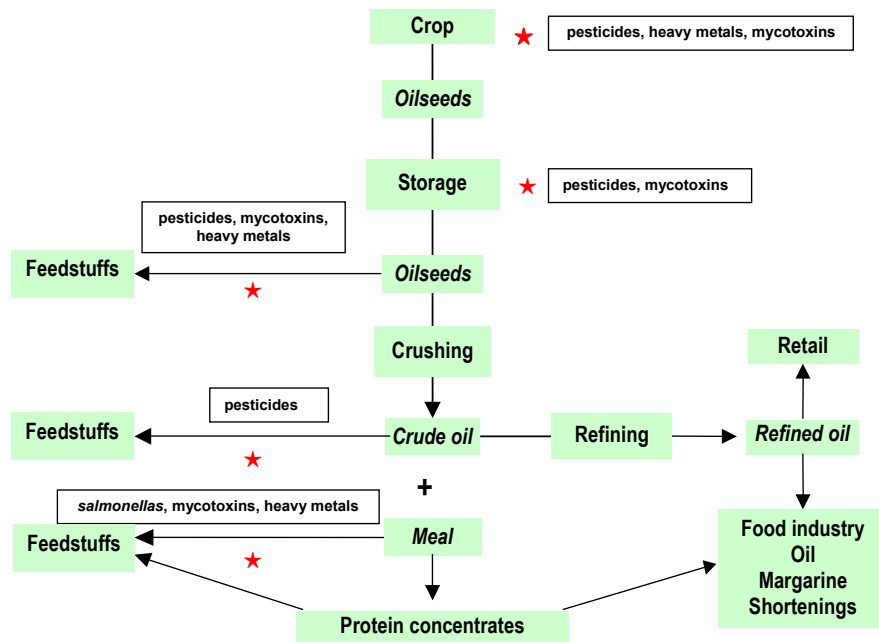 Crop
pesticides, heavy metals, mycotoxins
Oilseeds
Storage
pesticides, mycotoxins
pesticides, mycotoxins,
heavy metals
Feedstuffs
Oilseeds
Crushing
Retail
pesticides
Feedstuffs
Crude oil
Refining
Refined oil
+
salmonellas, mycotoxins, heavy metals
Feedstuffs
Meal
Food industry
Oil
Margarine
Shortenings
Protein concentrates